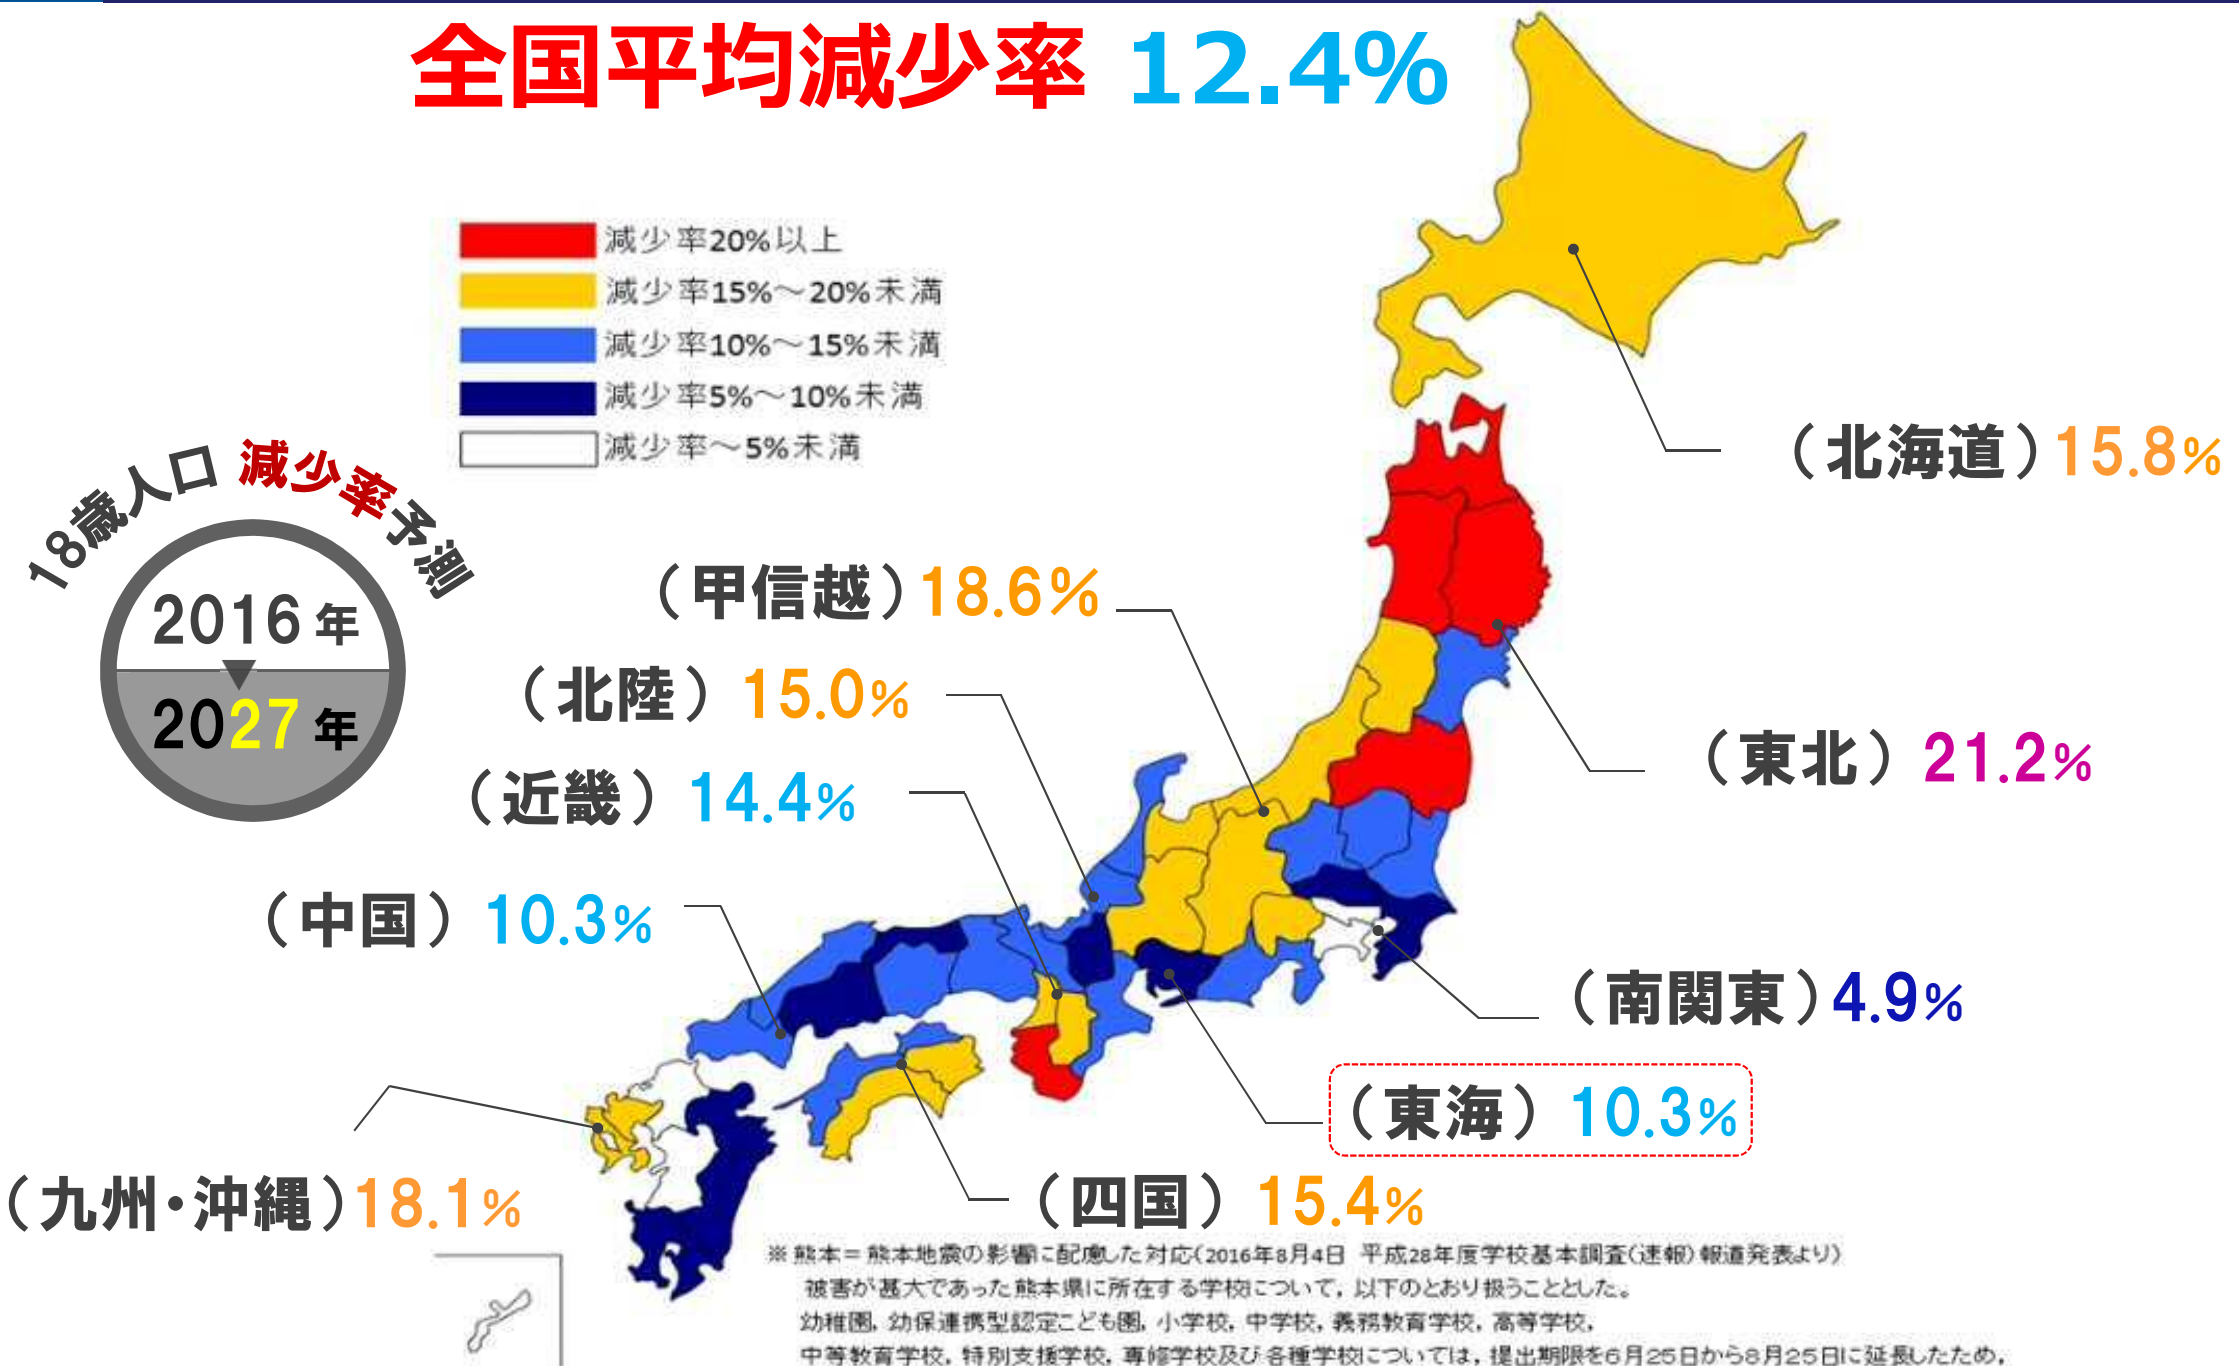 全国平均減少率 12.4%
減少率20%以上
減少率15%～20%未満
減少率10%～15%未満
減少率5%～10%未満
減少率～5%未満
18歳人口 減少率予測
2016年
2027年
（北海道）15.8%
（甲信越）18.6%
（北陸）15.0%
（東北）21.2%
（近畿）14.4%
（中国）10.3%
（南関東）4.9%
（東海）10.3%
（九州・沖縄）18.1%
（四国）15.4%
※熊本＝熊本地震の影響に配慮した対応（2016年8月4日 平成28年度学校基本調査（速報）報道発表より）
被害が甚大であった熊本県に所在する学校について，以下のとおり扱うこととした。
幼稚園，幼保連携型認定こども園，小学校，中学校，義務教育学校，高等学校，
中等教育学校，特別支援学校，専修学校及び各種学校については，提出期限を6月25日から8月25日に延長したため，